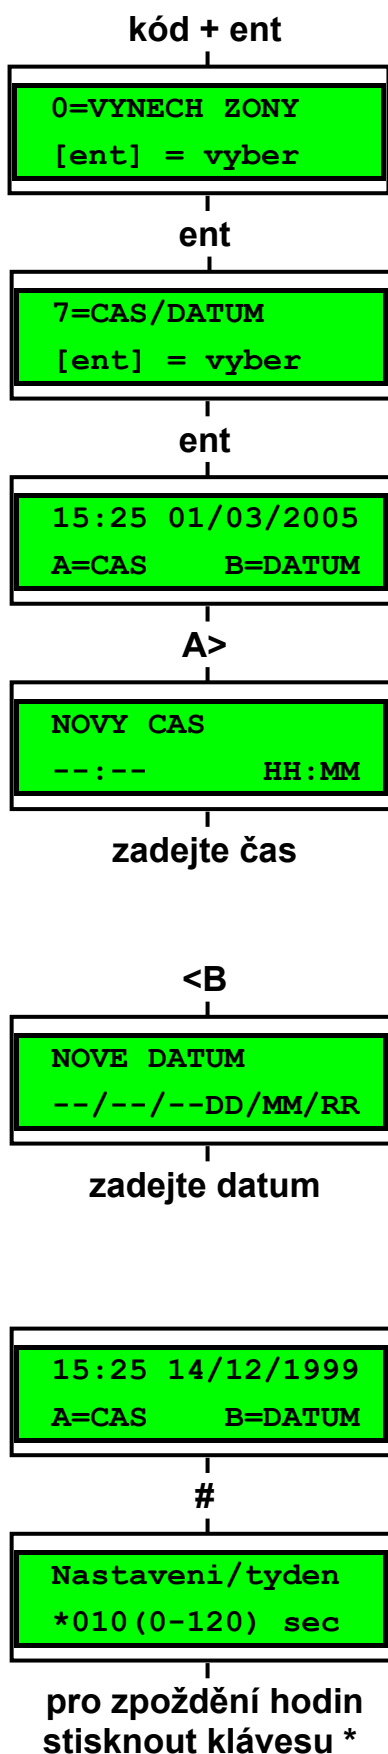 kód + ent
0=VYNECH ZONY
[ent] = vyber
ent
7=CAS/DATUM
[ent] = vyber
ent
15:25 01/03/2005
A=CAS B=DATUM
A>
NOVY CAS
--:-- HH:MM
zadejte čas
<B
NOVE DATUM
--/--/--DD/MM/RR
zadejte datum
15:25 14/12/1999
A=CAS B=DATUM
#
Nastaveni/tyden
*010(0-120) sec
pro zpoždění hodin
stisknout klávesu *